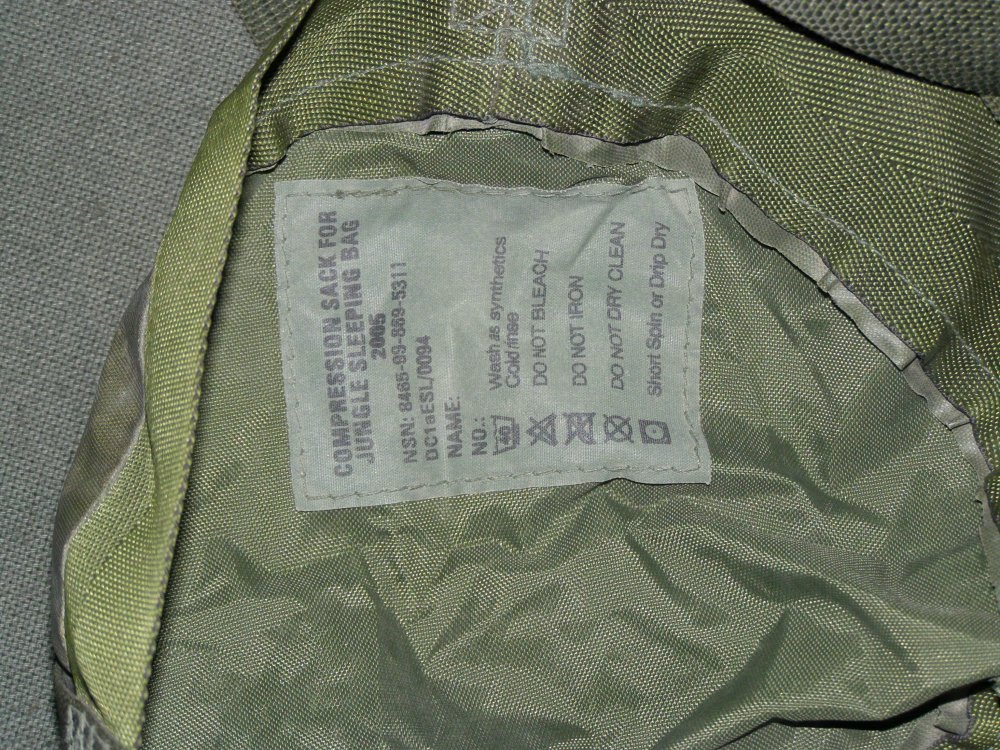 COMPRESSION SACK FOR
JUNGLE SLEEPING BAG
2005
NSN: 8465-99-869-5311
DC1aESL/0094
NAME:
NO.:
40
Wash as synthetics
Cold rinse
DO NOT BLEACH
DO NOT IRON
DO NOT DRY CLEAN
Short Spin or Drip Dry